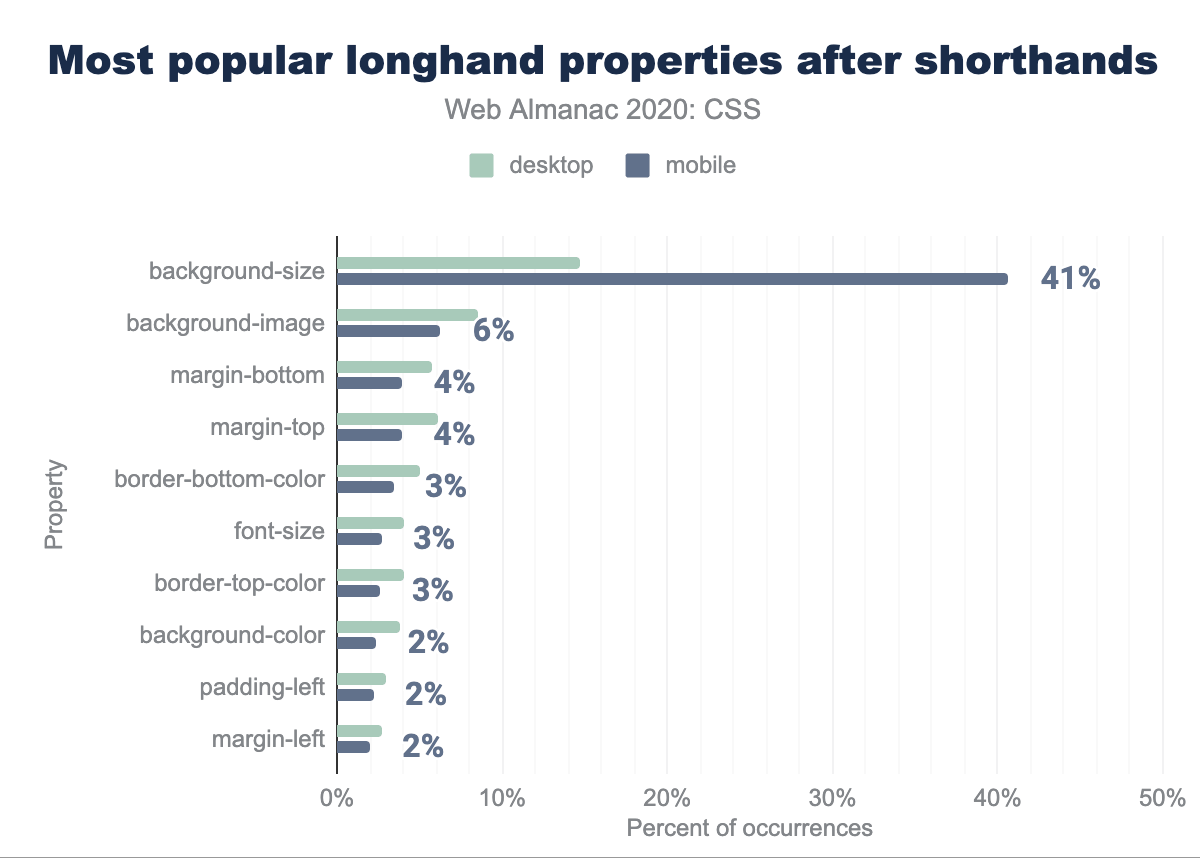 Most popular longhand properties after shorthands
Web Almanac 2020: CSS
desktop
mobile
Property
background-size
41%
background-image
6%
margin-bottom
4%
margin-top
4%
border-bottom-color
3%
font-size
3%
border-top-color
3%
background-color
2%
padding-left
2%
margin-left
2%
0% 10% 20% 30% 40% 50%
Percent of occurrences